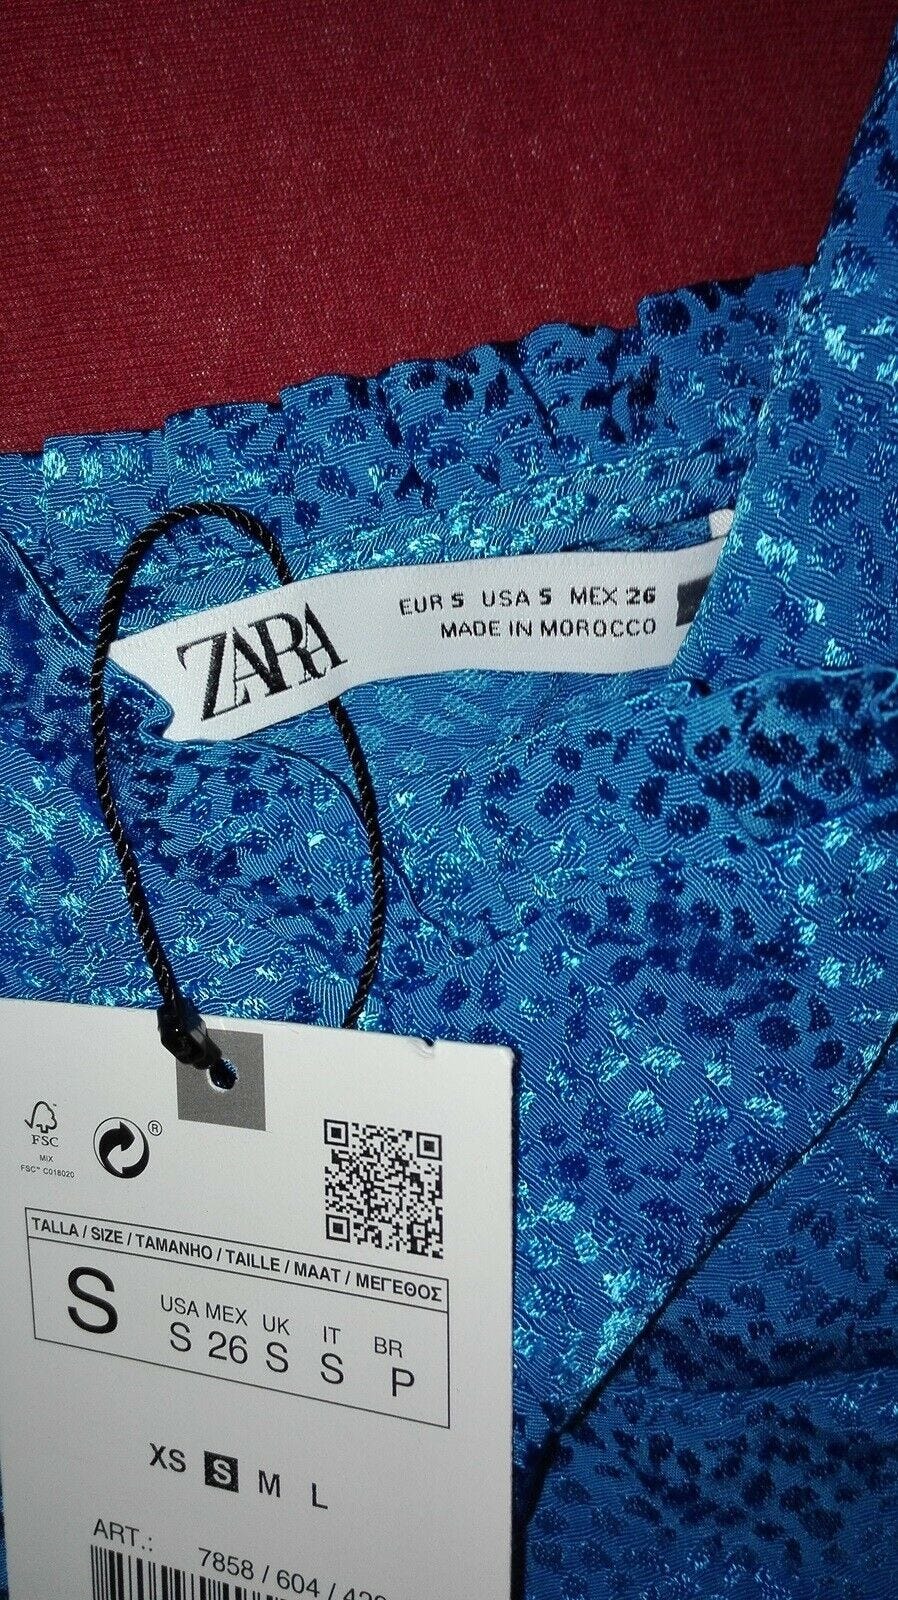 ZARA
EUR S USA S MEX 26
MADE IN MOROCCO
FSC
MIX
FSC™ C018020
®
TALLA / SIZE / TAMANHO / TAILLE / MAAT / ΜΕΓΕΘΟΣ
S
USA MEX UK IT BR
S 26 S S P
XS S M L
ART.:
7858 / 604 /